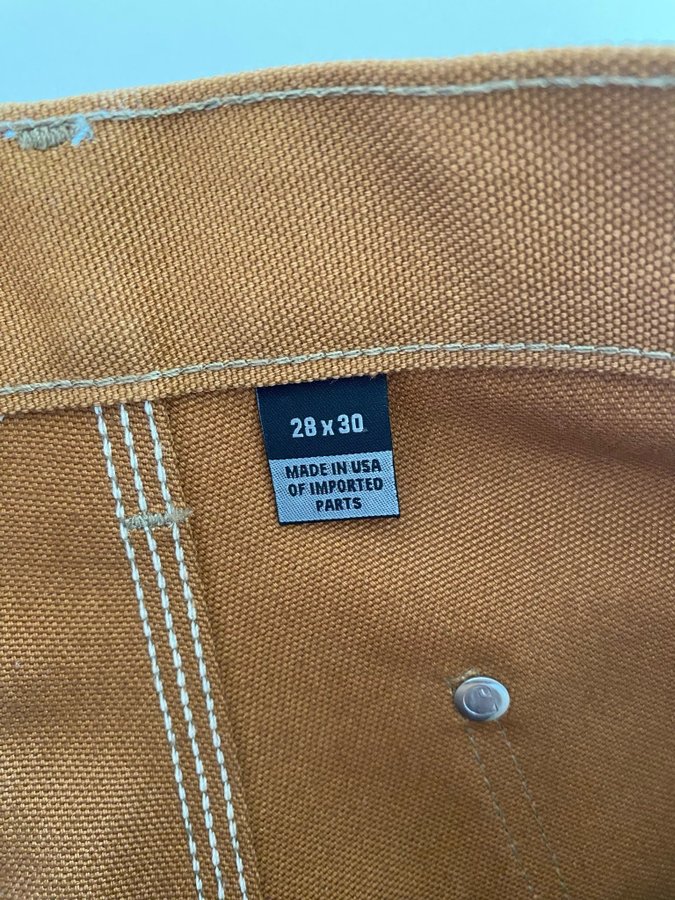 28 x 30
MADE IN USA
OF IMPORTED
PARTS